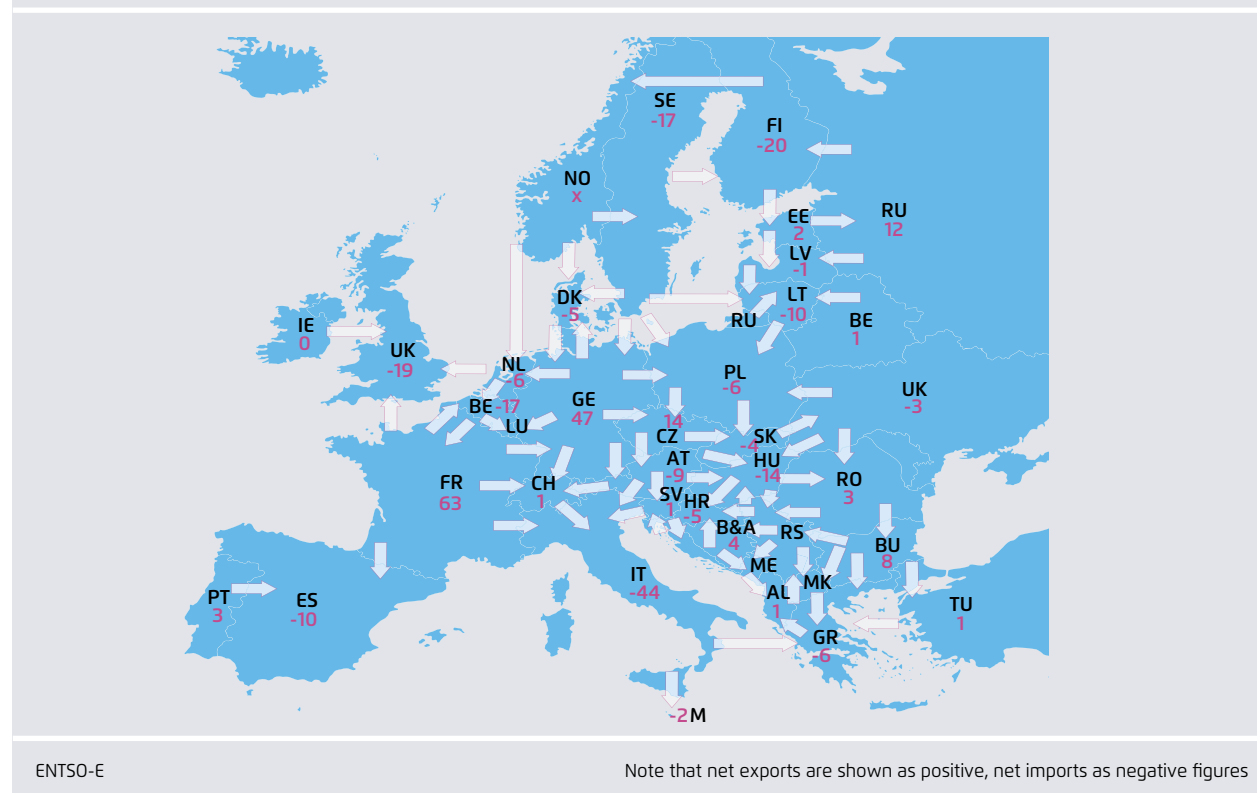 SE
-17
FI
-20
NO
x
EE
2
RU
12
LV
-1
DK
-5
LT
-10
RU
BE
1
IE
0
UK
-19
NL
-6
PL
-6
UK
-3
BE -17
GE
47
LU
14
CZ
SK
-4
AT
-9
HU
-14
FR
63
CH
1
RO
3
SV
1
HR
-5
B&A
4
RS
BU
8
ME
IT
-44
MK
AL
1
PT
3
ES
-10
TU
1
GR
-6
-2 M
ENTSO-E
Note that net exports are shown as positive, net imports as negative figures